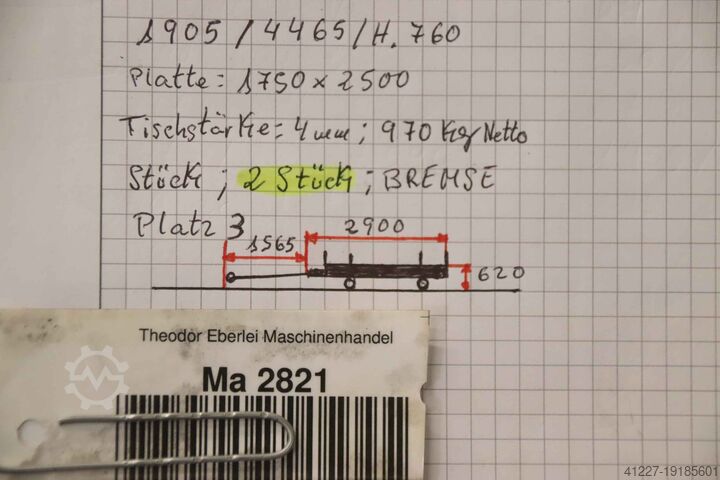 1905 / 4465 / H. 760
Platte = 1750 x 2500
Tischstärke = 4 mm ; 970 Kg Netto
Stück ; 2 Stück ; BREMSE
Platz 3
2900
1565
620
Theodor Eberlei Maschinenhandel
Ma 2821
41227-19185601